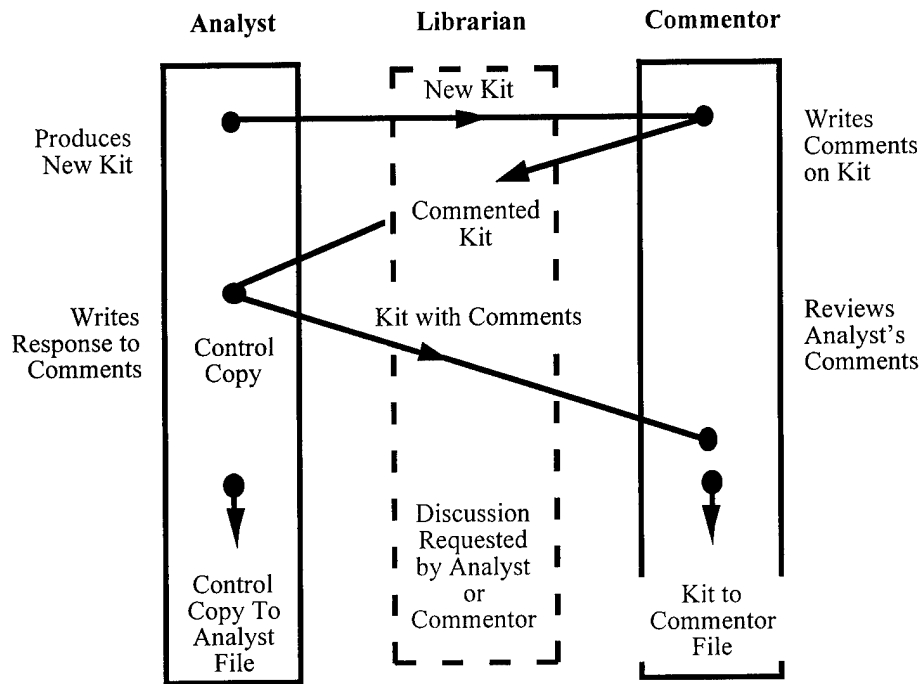 Analyst
Librarian
Commentor
New Kit
Produces
New Kit
Writes
Comments
on Kit
Commented
Kit
Writes
Response to
Comments
Control
Copy
Kit with Comments
Reviews
Analyst's
Comments
Control
Copy To
Analyst
File
Discussion
Requested
by Analyst
or
Commentor
Kit to
Commentor
File